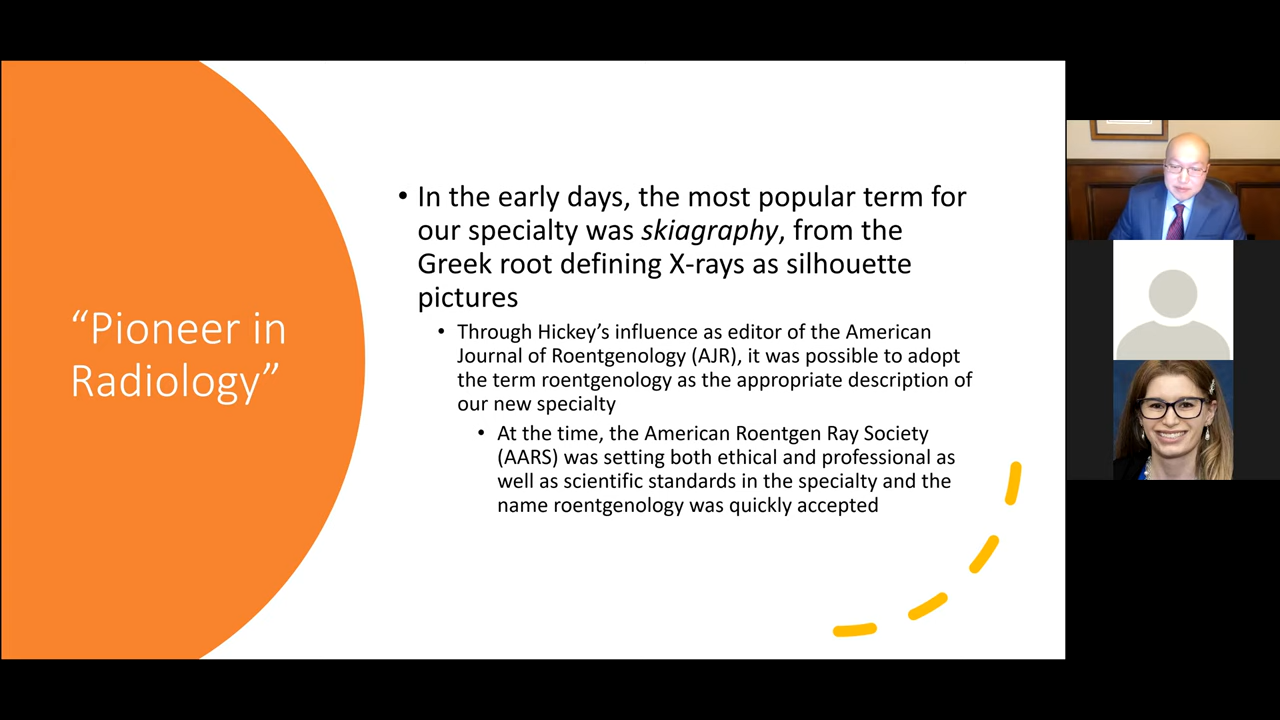 “Pioneer in
Radiology”
• In the early days, the most popular term for
our specialty was skiagraphy, from the
Greek root defining X-rays as silhouette
pictures
• Through Hickey’s influence as editor of the American
Journal of Roentgenology (AJR), it was possible to adopt
the term roentgenology as the appropriate description of
our new specialty
• At the time, the American Roentgen Ray Society
(AARS) was setting both ethical and professional as
well as scientific standards in the specialty and the
name roentgenology was quickly accepted